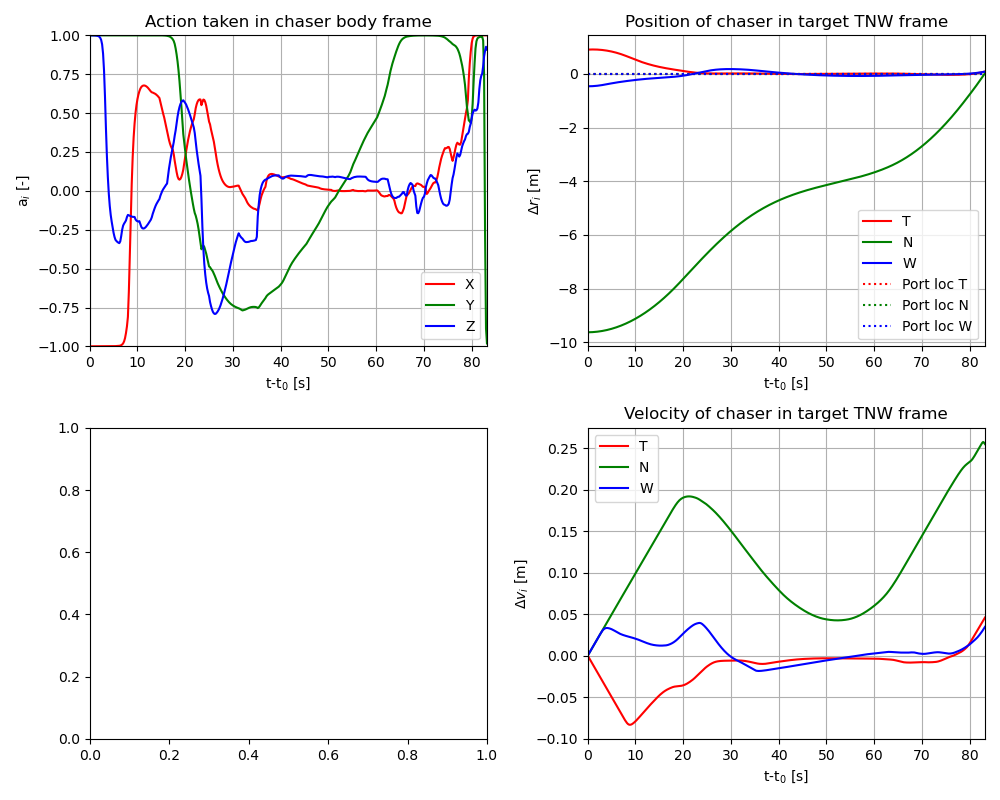 Action taken in chaser body frame
1.00
0.75
0.50
0.25
0.00
−0.25
−0.50
−0.75
−1.00
aᵢ [-]
X
Y
Z
0 10 20 30 40 50 60 70 80
t-t₀ [s]
Position of chaser in target TNW frame
0
−2
−4
−6
−8
−10
Δrᵢ [m]
T
N
W
Port loc T
Port loc N
Port loc W
0 10 20 30 40 50 60 70 80
t-t₀ [s]
1.0
0.8
0.6
0.4
0.2
0.0
0.0 0.2 0.4 0.6 0.8 1.0
Velocity of chaser in target TNW frame
T
N
W
0.25
0.20
0.15
0.10
0.05
0.00
−0.05
−0.10
Δvᵢ [m]
0 10 20 30 40 50 60 70 80
t-t₀ [s]